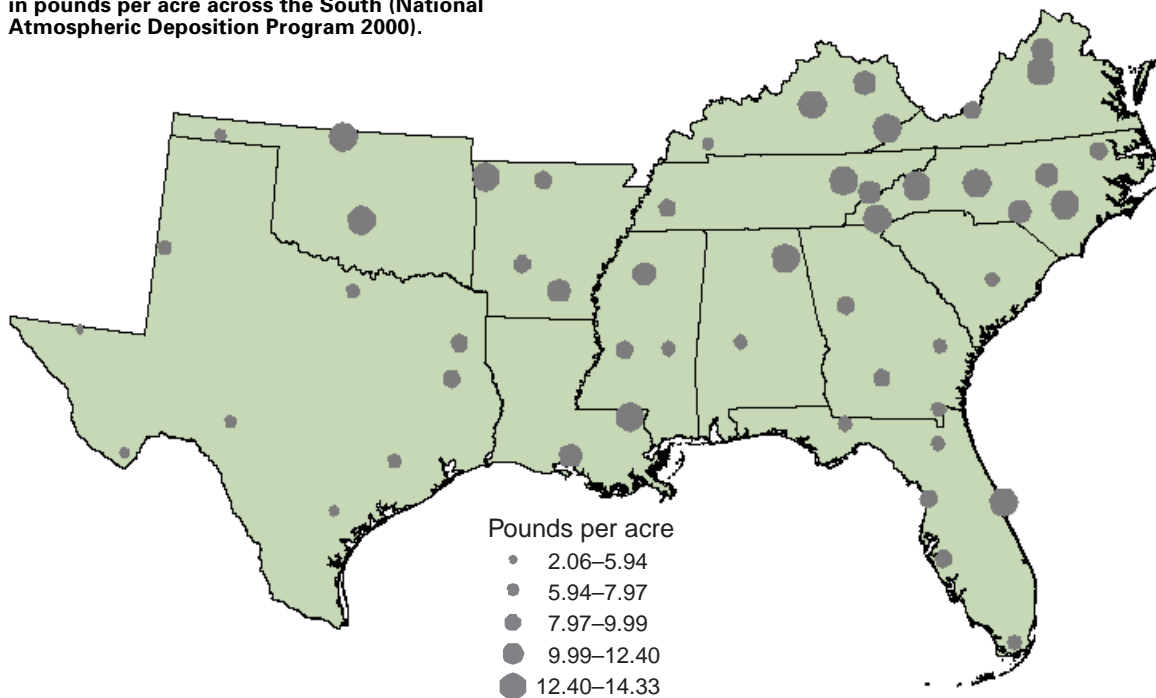 in pounds per acre across the South (National
Atmospheric Deposition Program 2000).
Pounds per acre
2.06–5.94
5.94–7.97
7.97–9.99
9.99–12.40
12.40–14.33